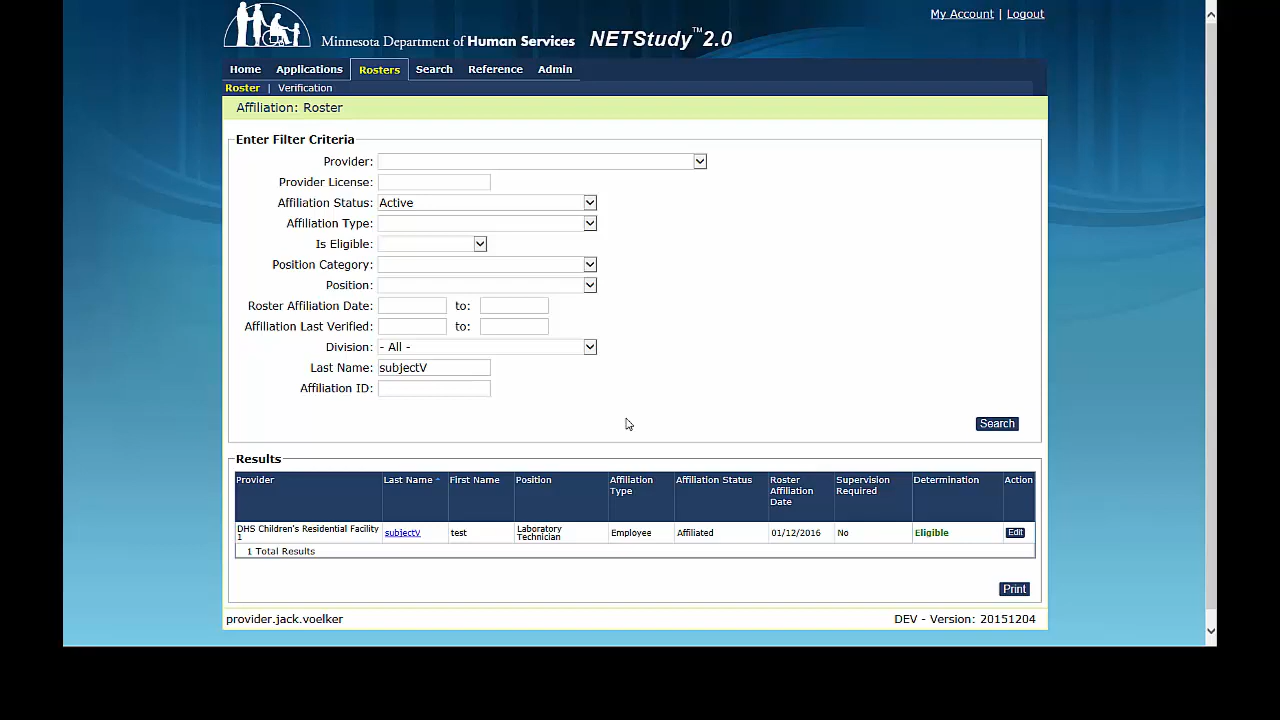 My Account | Logout
Minnesota Department of Human Services NETStudy™ 2.0
Home Applications Rosters Search Reference Admin
Roster | Verification
Affiliation: Roster
Enter Filter Criteria
Provider:
Provider License:
Affiliation Status: Active
Affiliation Type:
Is Eligible:
Position Category:
Position:
Roster Affiliation Date: to:
Affiliation Last Verified: to:
Division: - All -
Last Name: subjectV
Affiliation ID:
Search
Results
Provider Last Name First Name Position Affiliation Type Affiliation Status Roster Affiliation Date Supervision Required Determination Action
DHS Children's Residential Facility 1 subjectV test Laboratory Technician Employee Affiliated 01/12/2016 No Eligible Edit
1 Total Results
Print
provider.jack.voelker DEV - Version: 20151204